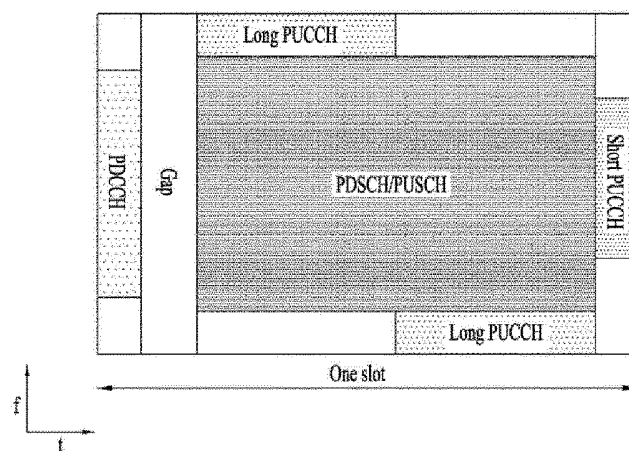 Long PUCCH
PDCCH
Gap
PDSCH/PUSCH
Short PUCCH
Long PUCCH
One slot
f
t